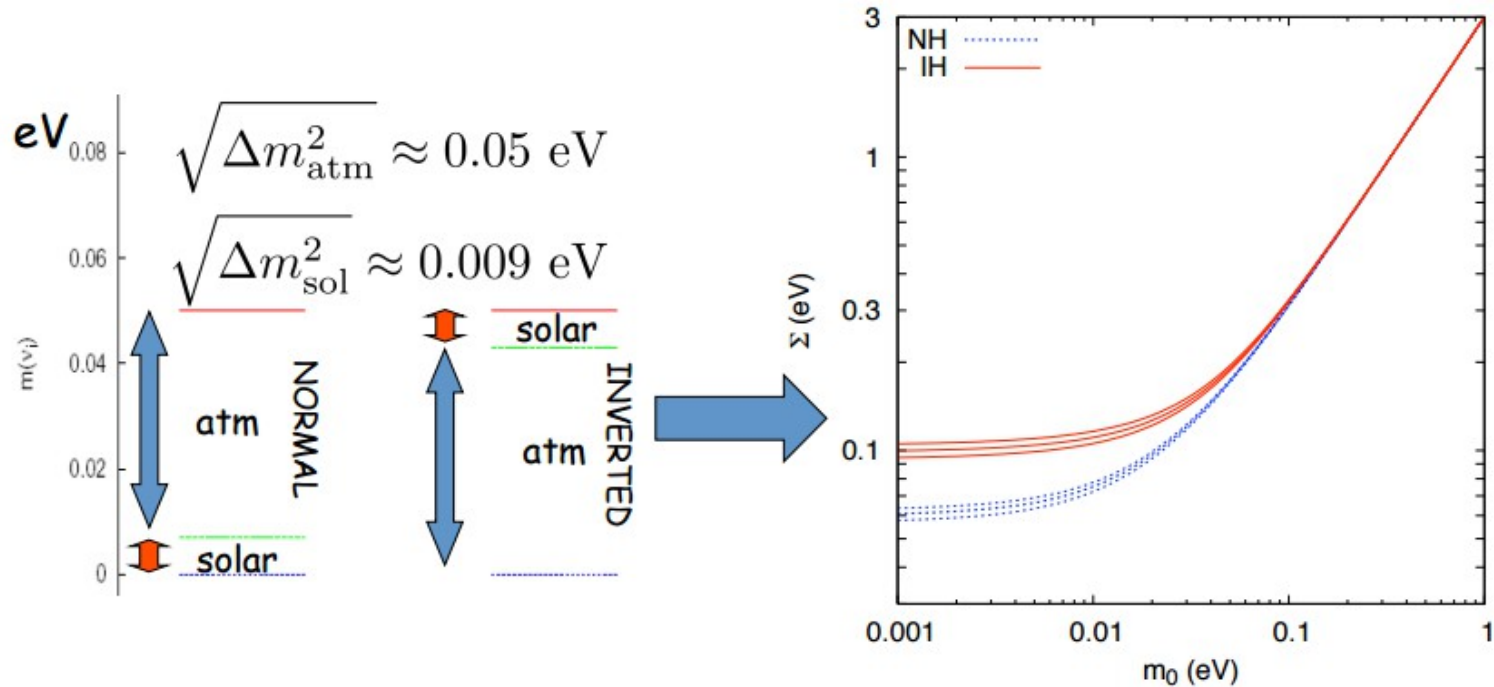 eV
√Δm²_atm ≈ 0.05 eV
√Δm²_sol ≈ 0.009 eV
0.08
0.06
0.04
0.02
0
m(νi)
atm
solar
NORMAL
solar
atm
INVERTED
NH
IH
3
1
0.3
0.1
Σ (eV)
0.001 0.01 0.1 1
m₀ (eV)